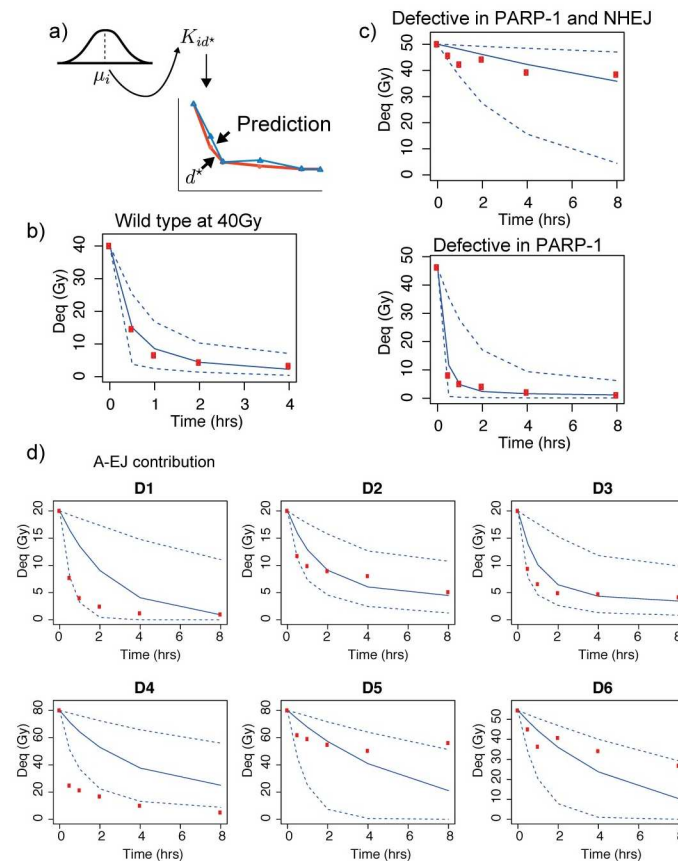 a)
μi
Kid⋆
Prediction
d⋆
b)
Wild type at 40Gy
Deq (Gy)
40
30
20
10
0
0 1 2 3 4
Time (hrs)
c)
Defective in PARP-1 and NHEJ
Deq (Gy)
50
40
30
20
10
0
0 2 4 6 8
Time (hrs)
Defective in PARP-1
Deq (Gy)
50
40
30
20
10
0
0 2 4 6 8
Time (hrs)
d)
A-EJ contribution
D1
Deq (Gy)
20
15
10
5
0
0 2 4 6 8
Time (hrs)
D2
Deq (Gy)
20
15
10
5
0
0 2 4 6 8
Time (hrs)
D3
Deq (Gy)
20
15
10
5
0
0 2 4 6 8
Time (hrs)
D4
Deq (Gy)
80
60
40
20
0
0 2 4 6 8
Time (hrs)
D5
Deq (Gy)
80
60
40
20
0
0 2 4 6 8
Time (hrs)
D6
Deq (Gy)
50
40
30
20
10
0
0 2 4 6 8
Time (hrs)